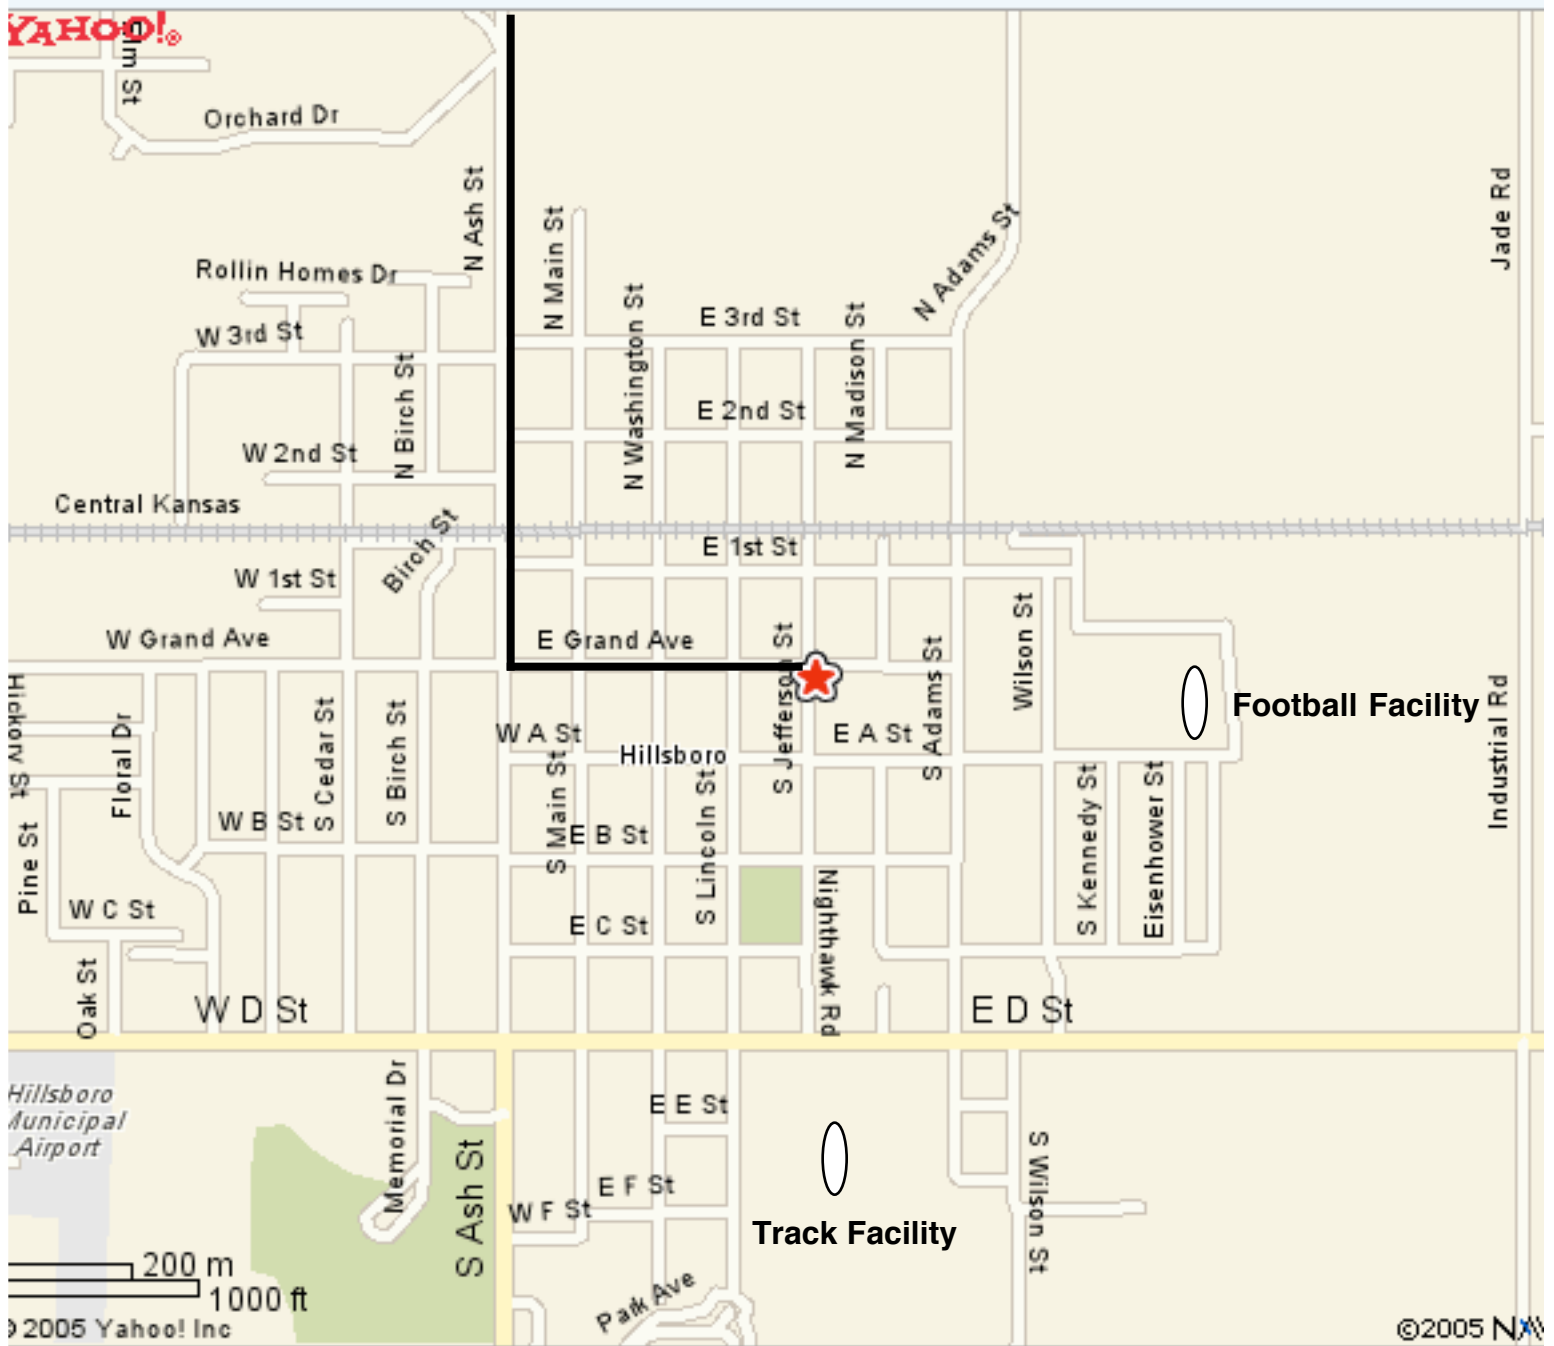 YAHOO!®
Elm St
Orchard Dr
N Ash St
Jade Rd
N Main St
N Adams St
Rollin Homes Dr
N Washington St
N Madison St
E 3rd St
W 3rd St
N Birch St
E 2nd St
W 2nd St
Central Kansas
Birch St
E 1st St
W 1st St
Wilson St
W Grand Ave
E Grand Ave
S Jefferson St
S Adams St
Hickory St
Floral Dr
S Cedar St
S Birch St
Football Facility
Industrial Rd
W A St
E A St
Hillsboro
S Main St
S Lincoln St
S Kennedy St
Eisenhower St
W B St
E B St
Pine St
W C St
E C St
Nighthawk Rd
Oak St
W D St
E D St
Hillsboro
Municipal
Airport
Memorial Dr
S Ash St
E E St
E F St
W F St
S Wilson St
Track Facility
Park Ave
200 m
1000 ft
© 2005 Yahoo! Inc
©2005